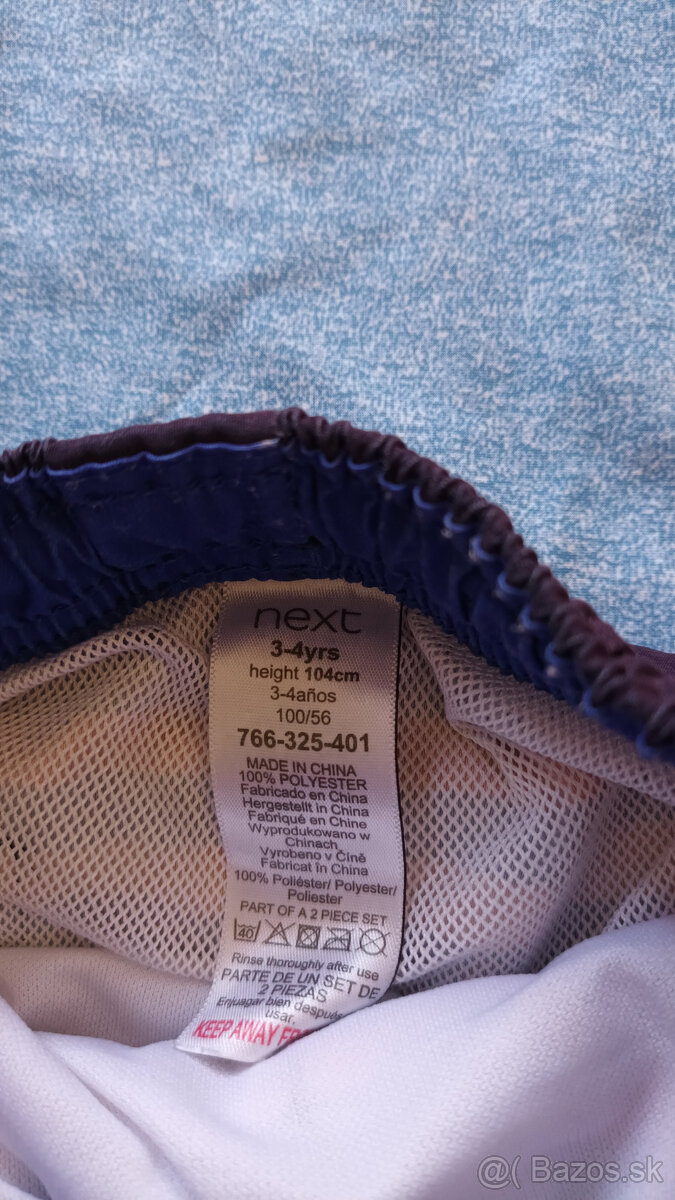 next
3-4yrs
height 104cm
3-4años
100/56
766-325-401
MADE IN CHINA
100% POLYESTER
Fabricado en China
Hergestellt in China
Fabriqué en Chine
Wyprodukowano w
Chinach
Vyrobeno v Číně
Fabricat în China
100% Poliéster/ Polyester/
Poliester
PART OF A 2 PIECE SET
40
Rinse thoroughly after use
PARTE DE UN SET DE
2 PIEZAS
Enjuagar bien después
usar,
KEEP AWAY
@( Bazos.sk